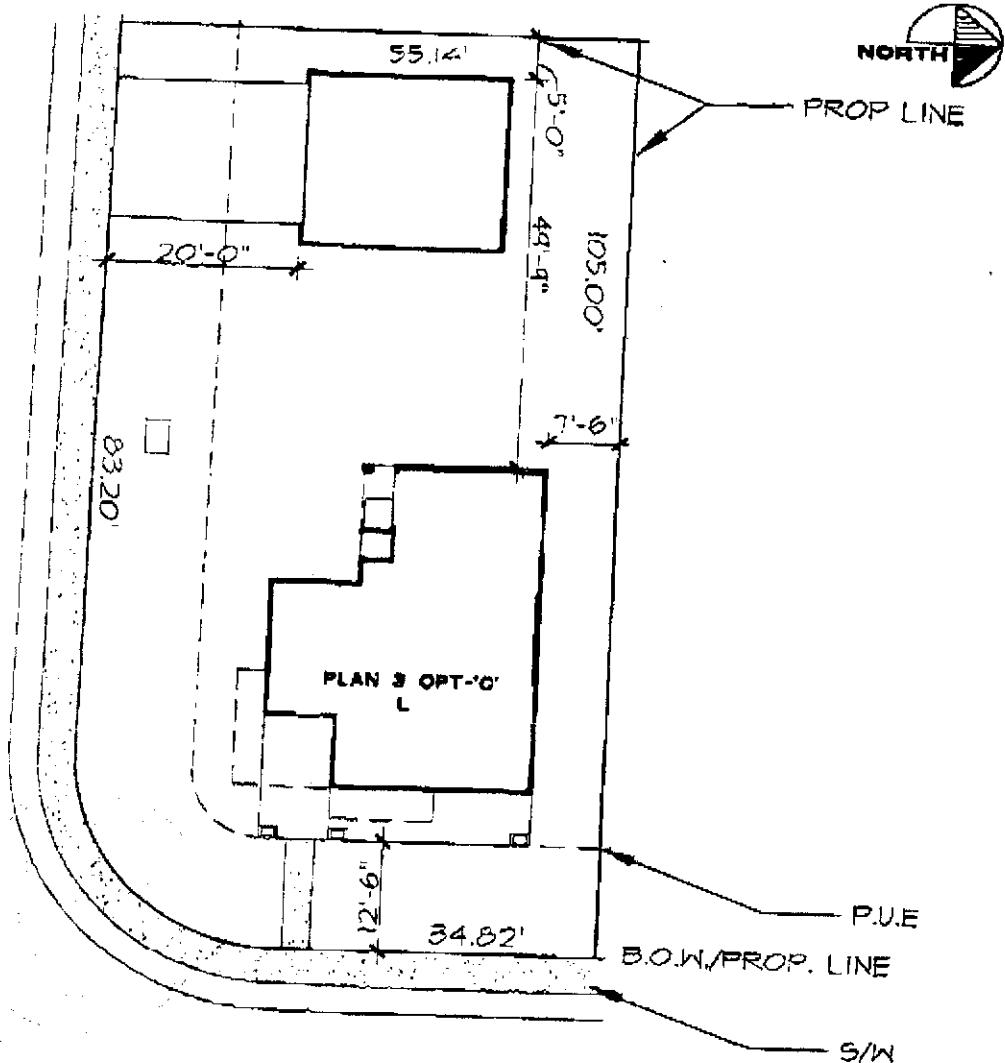 NORTH
55.14'
PROP LINE
5'-0"
49'-9"
105.00'
20'-0"
7'-6"
83.20'
PLAN 3 OPT-'C'
L
12'-6"
34.82'
P.U.E
B.O.W./PROP. LINE
S/W